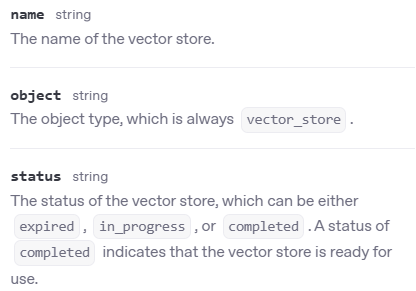 name string
The name of the vector store.
object string
The object type, which is always vector_store .
status string
The status of the vector store, which can be either
expired , in_progress , or completed . A status of
completed indicates that the vector store is ready for
use.